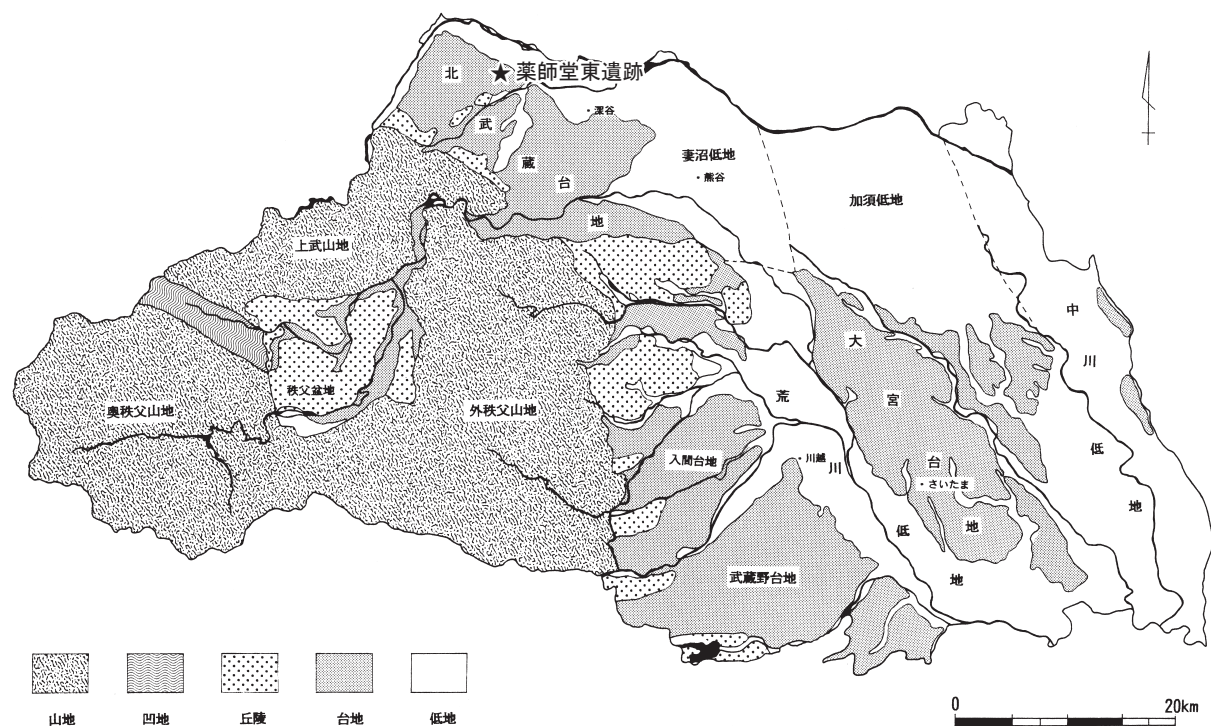 ★薬師堂東遺跡
北武蔵台地
深谷
妻沼低地
熊谷
加須低地
上武山地
中川低地
大宮台地
秩父盆地
奥秩父山地
外秩父山地
荒川低地
入間台地
川越
さいたま
武蔵野台地
山地
凹地
丘陵
台地
低地
0 20km